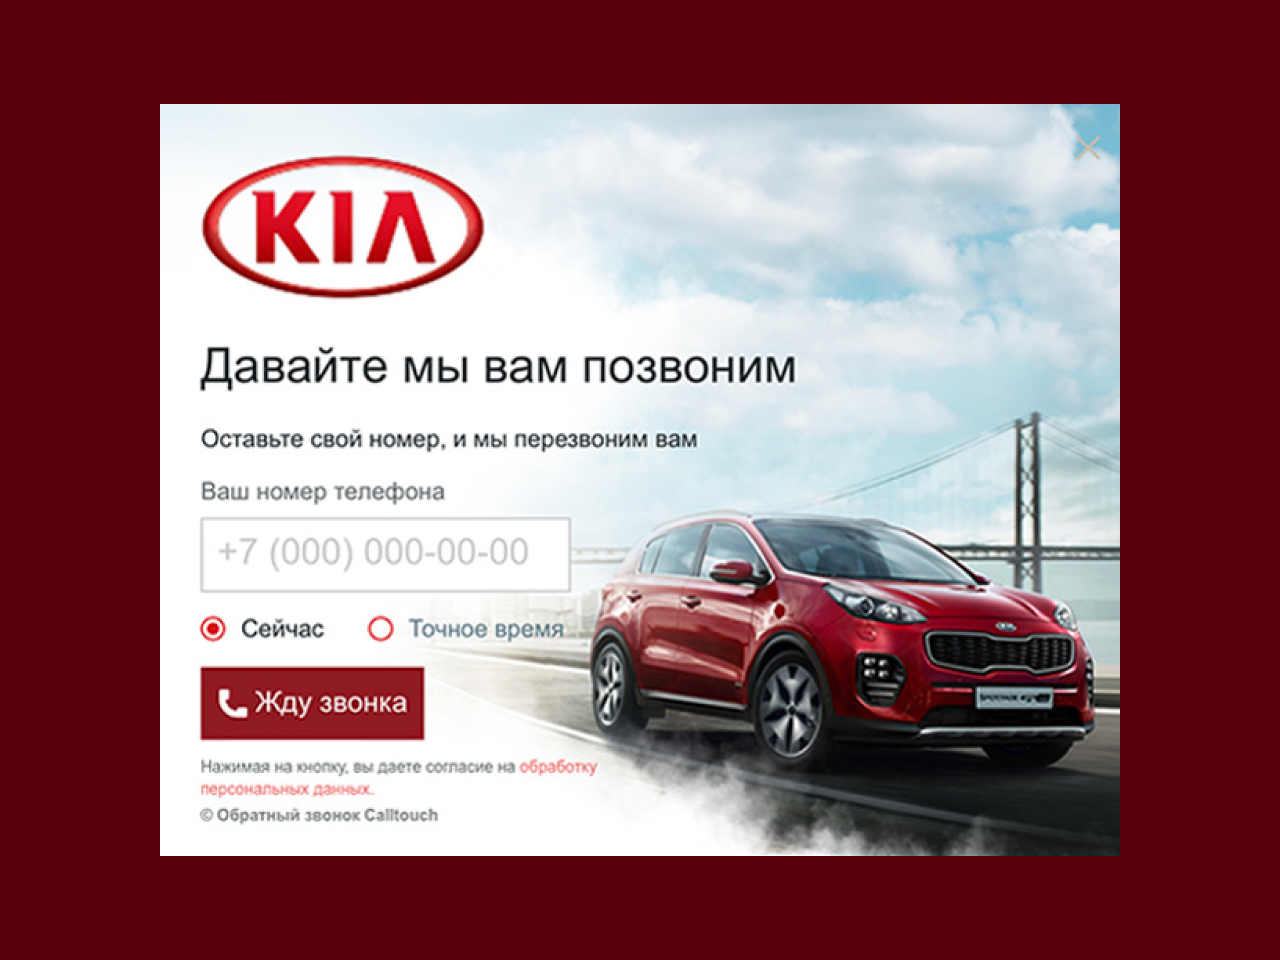 KIA
Давайте мы вам позвоним
Оставьте свой номер, и мы перезвоним вам
Ваш номер телефона
+7 (000) 000-00-00
Сейчас Точное время
Жду звонка
Нажимая на кнопку, вы даете согласие на обработку
персональных данных.
© Обратный звонок Calltouch
KIA